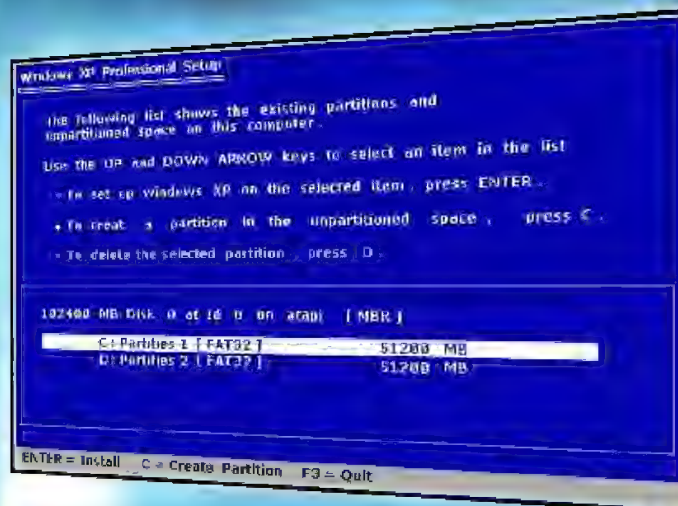 Windows XP Professional Setup
The following list shows the existing partitions and
unpartitioned space on this computer.
Use the UP and DOWN ARROW keys to select an item in the list
• To set up windows XP on the selected item, press ENTER.
• To creat a partition in the unpartitioned space, press C.
• To delete the selected partition, press D.
102400 MB Disk 0 at Id 0 on atapi [MBR]
C: Partities 1 [FAT32] 51200 MB
D: Partities 2 [FAT32] 51200 MB
ENTER = Install C = Create Partition F3 = Quit